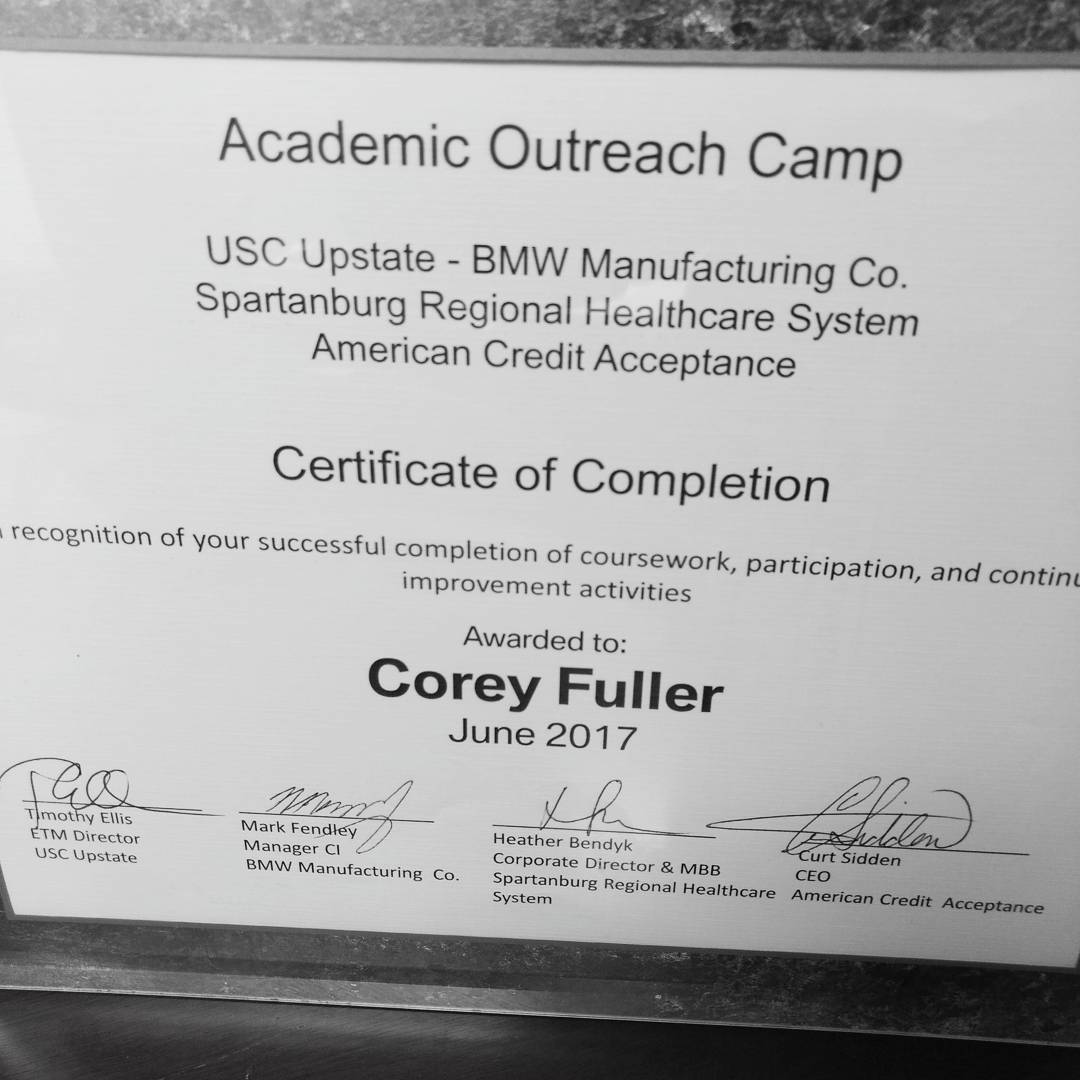 Academic Outreach Camp
USC Upstate - BMW Manufacturing Co.
Spartanburg Regional Healthcare System
American Credit Acceptance
Certificate of Completion
recognition of your successful completion of coursework, participation, and continu
improvement activities
Awarded to:
Corey Fuller
June 2017
Timothy Ellis
ETM Director
USC Upstate
Mark Fendley
Manager CI
BMW Manufacturing Co.
Heather Bendyk
Corporate Director & MBB
Spartanburg Regional Healthcare
System
Curt Sidden
CEO
American Credit Acceptance